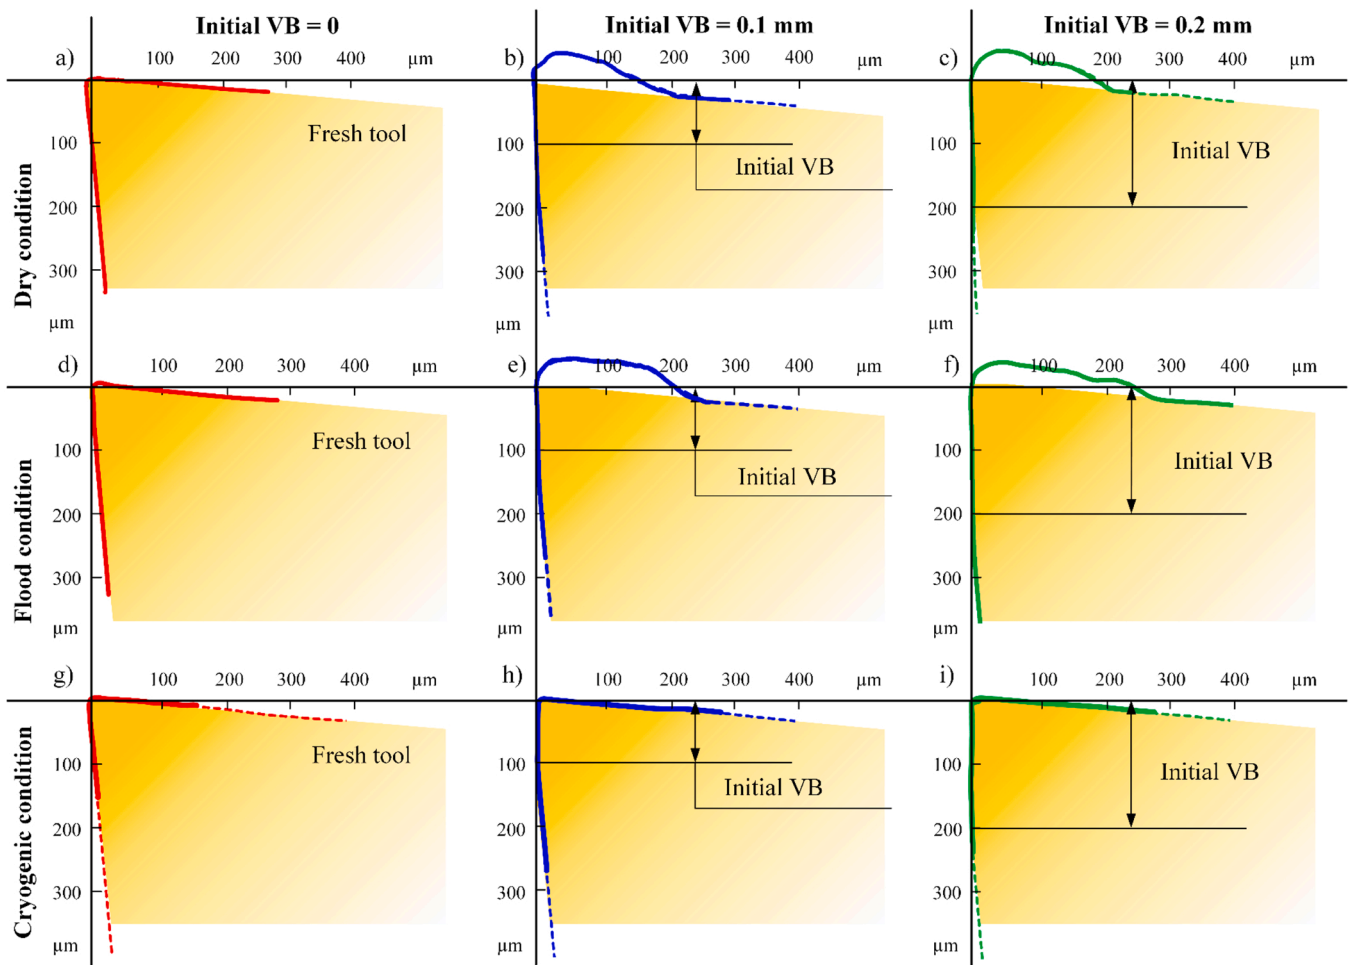 Initial VB = 0
Initial VB = 0.1 mm
Initial VB = 0.2 mm
Dry condition
a)
100 200 300 400 µm
100
200
300
µm
Fresh tool
b)
100 200 300 400 µm
100
200
300
µm
Initial VB
c)
100 200 300 400 µm
100
200
300
µm
Initial VB
Flood condition
d)
100 200 300 400 µm
100
200
300
µm
Fresh tool
e)
100 200 300 400 µm
100
200
300
µm
Initial VB
f)
100 200 300 400 µm
100
200
300
µm
Initial VB
Cryogenic condition
g)
100 200 300 400 µm
100
200
300
µm
Fresh tool
h)
100 200 300 400 µm
100
200
300
µm
Initial VB
i)
100 200 300 400 µm
100
200
300
µm
Initial VB